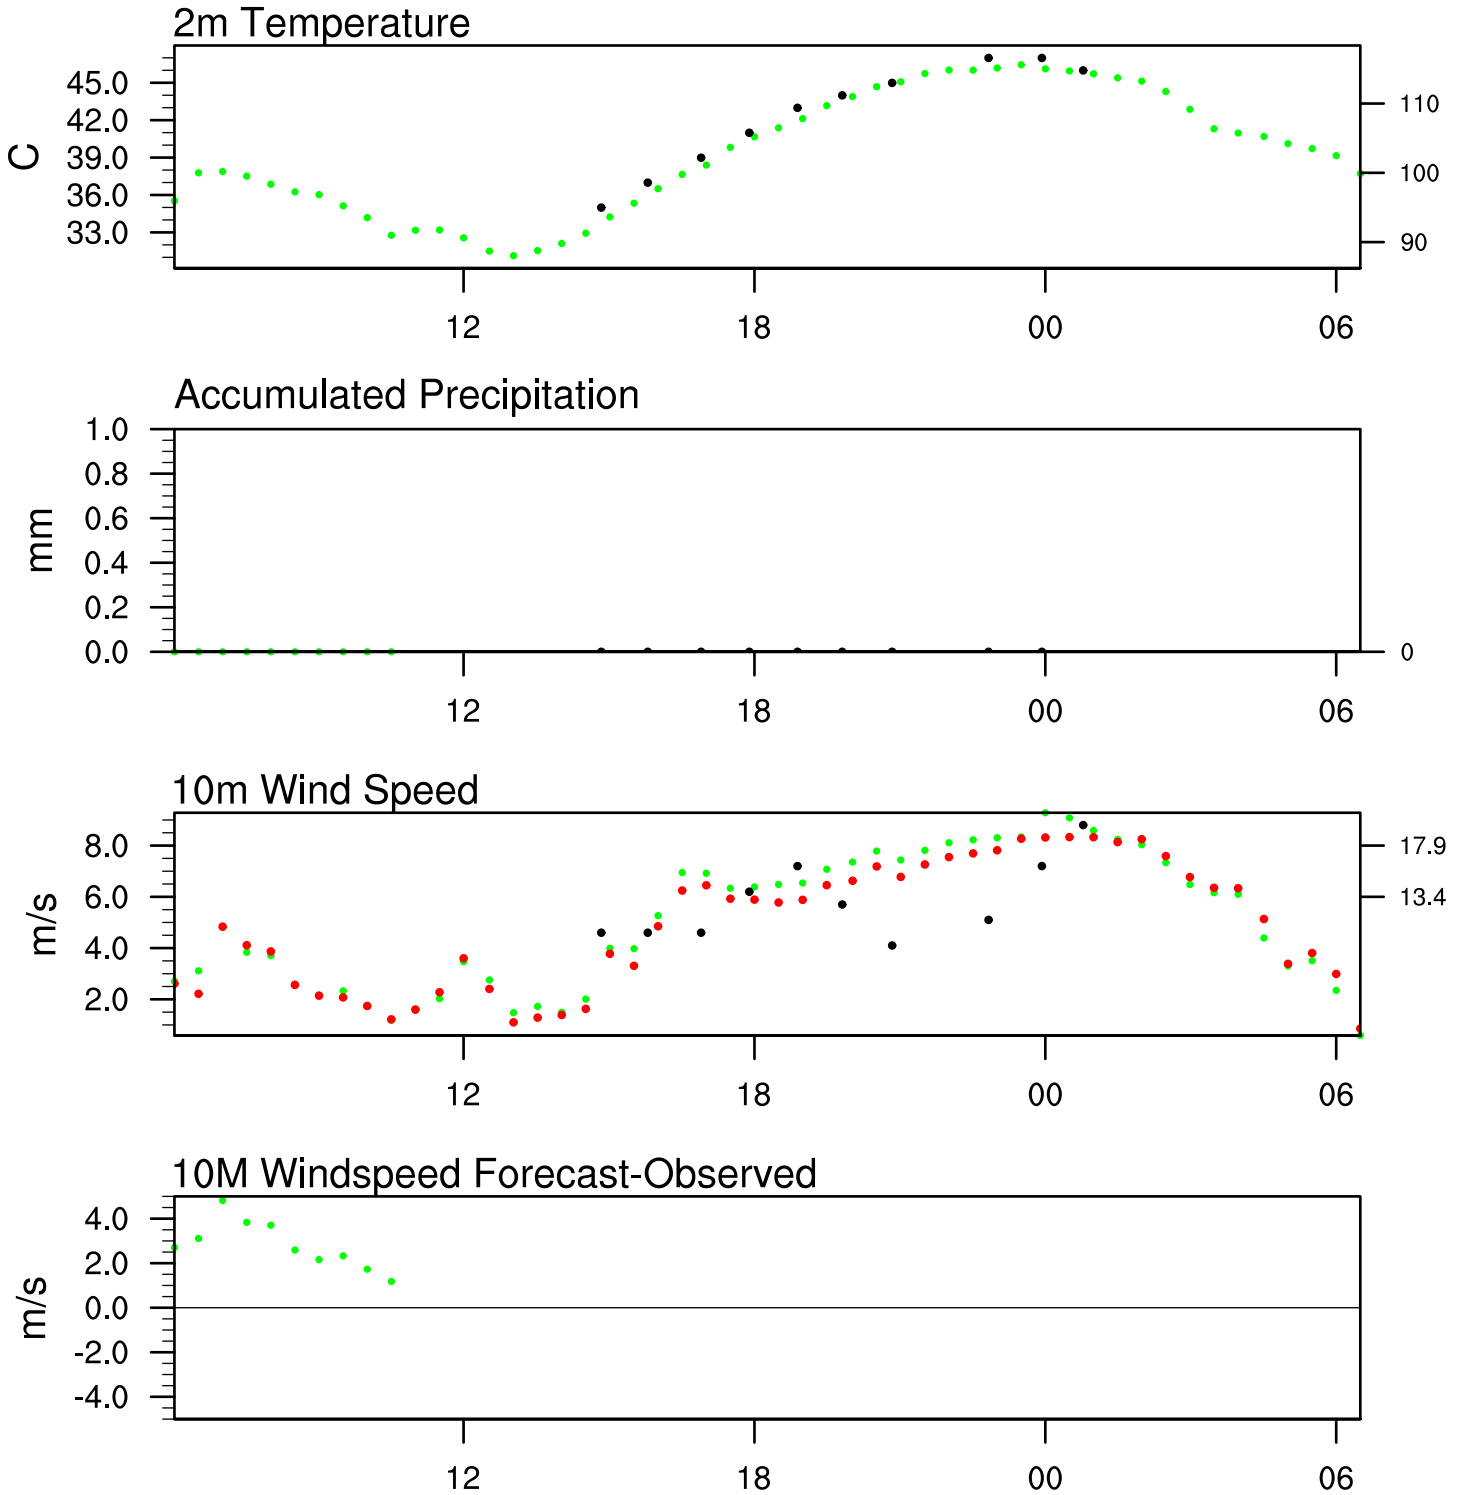 2m Temperature
C
45.0
42.0
39.0
36.0
33.0
110
100
90
12 18 00 06
Accumulated Precipitation
mm
1.0
0.8
0.6
0.4
0.2
0.0
0
12 18 00 06
10m Wind Speed
m/s
8.0
6.0
4.0
2.0
17.9
13.4
12 18 00 06
10M Windspeed Forecast-Observed
m/s
4.0
2.0
0.0
-2.0
-4.0
12 18 00 06